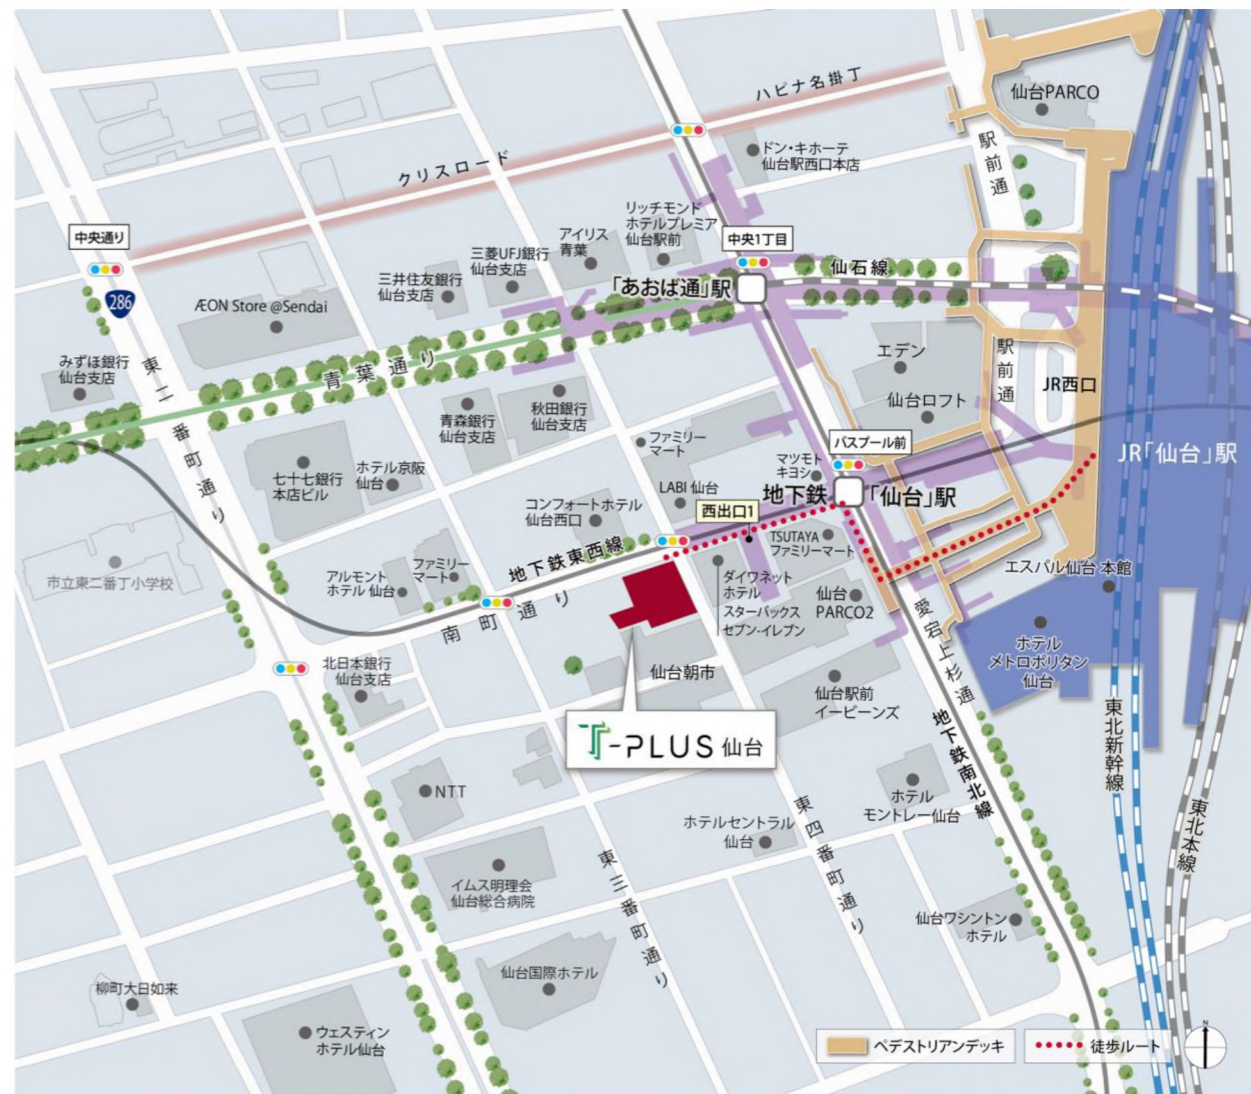 仙台PARCO
ハピナ名掛丁
駅前通
ドン・キホーテ
仙台駅西口本店
クリスロード
リッチモンド
ホテルプレミア
仙台駅前
中央通り
中央1丁目
アイリス
青葉
三菱UFJ銀行
仙台支店
三井住友銀行
仙台支店
仙石線
「あおば通」駅
286
ÆON Store @Sendai
エデン
駅前通
みずほ銀行
仙台支店
青葉通り
JR西口
仙台ロフト
青森銀行
仙台支店
秋田銀行
仙台支店
東二番町通り
ファミリー
マート
バスプール前
JR「仙台」駅
マツモト
キヨシ
七十七銀行
本店ビル
ホテル京阪
仙台
LABI 仙台
地下鉄「仙台」駅
コンフォートホテル
仙台西口
西出口1
TSUTAYA
ファミリーマート
地下鉄東西線
ファミリー
マート
エスパル仙台 本館
市立東二番丁小学校
アルモント
ホテル 仙台
ダイワネット
ホテル
スターバックス
セブン-イレブン
仙台
PARCO2
南町通り
愛宕上杉通
ホテル
メトロポリタン
仙台
北日本銀行
仙台支店
仙台朝市
仙台駅前
イービーンズ
T-PLUS 仙台
地下鉄南北線
東北新幹線
東北本線
NTT
ホテル
モントレー仙台
ホテルセントラル
仙台
東四番町通り
東三番町通り
イムス明理会
仙台総合病院
仙台ワシントン
ホテル
仙台国際ホテル
柳町大日如来
ウェスティン
ホテル仙台
ペデストリアンデッキ
徒歩ルート
N